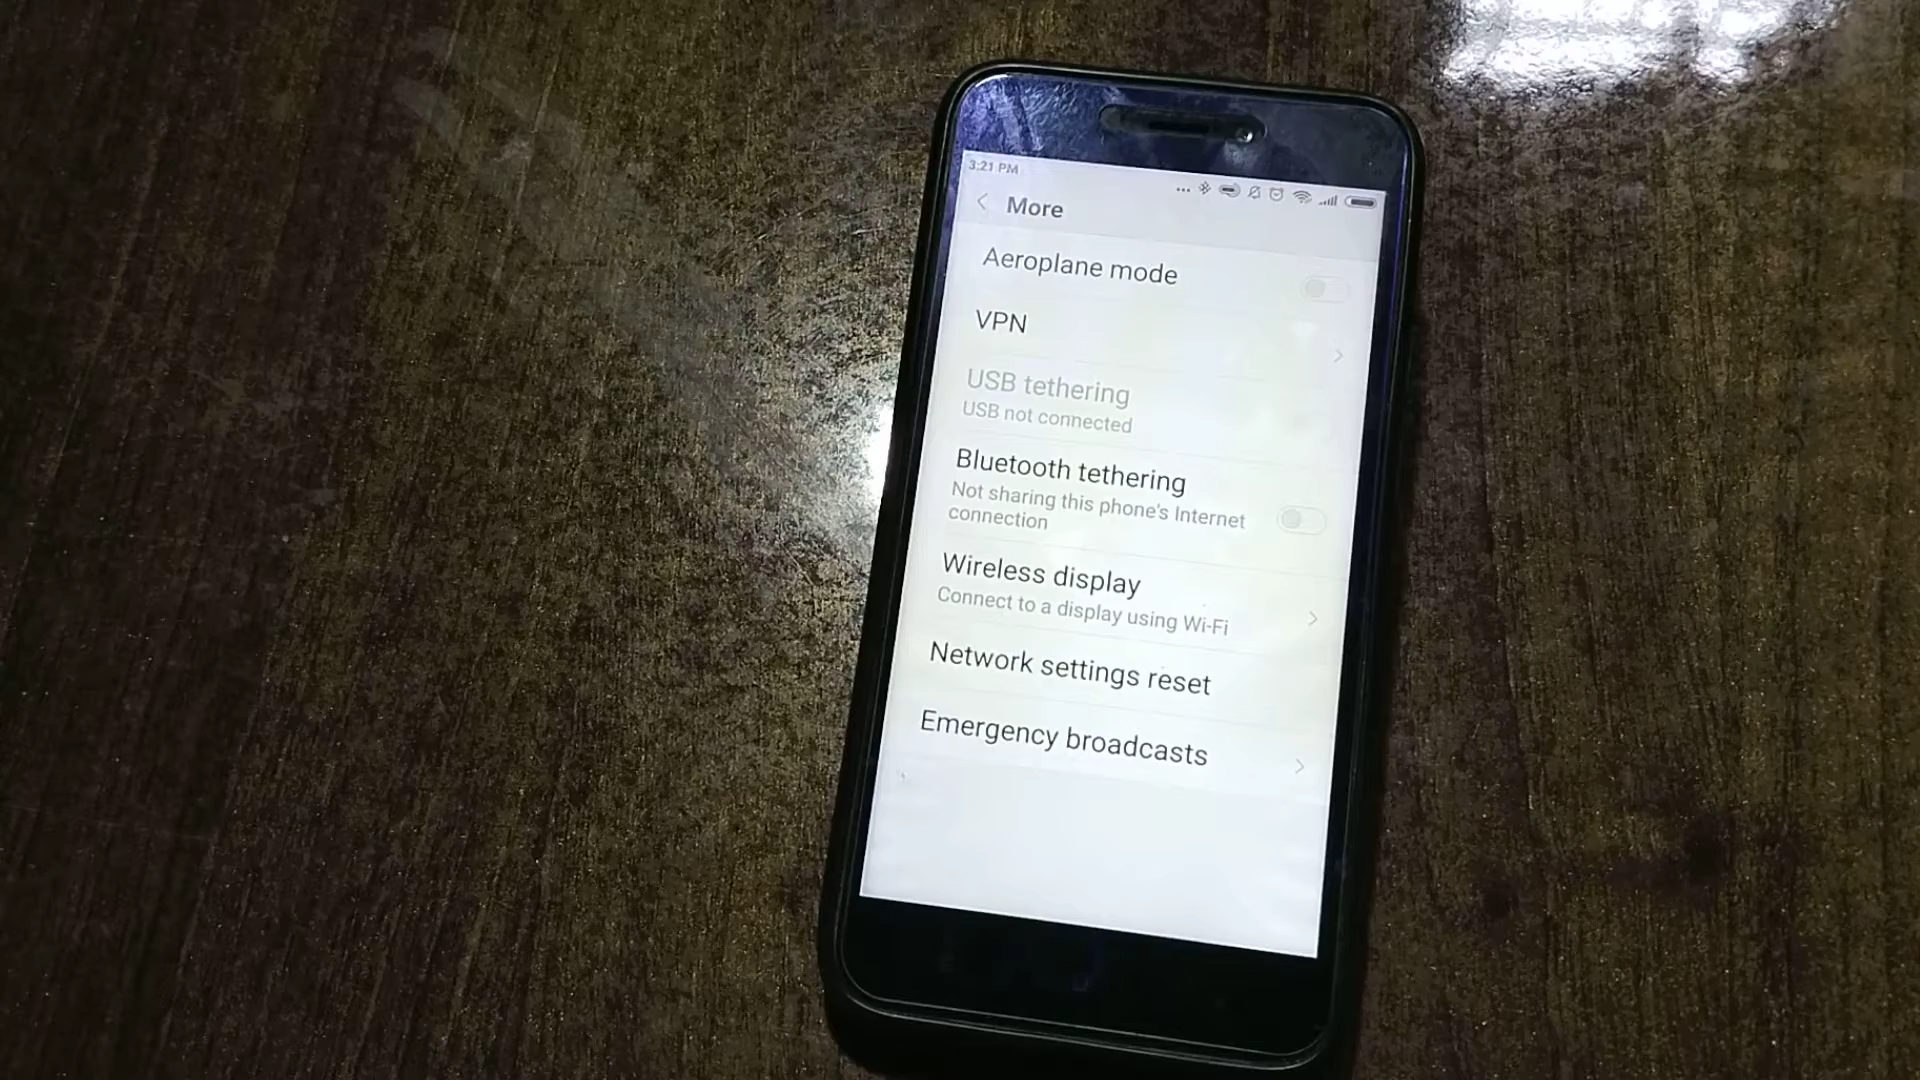 3:21 PM
More
Aeroplane mode
VPN
USB tethering
USB not connected
Bluetooth tethering
Not sharing this phone's Internet
connection
Wireless display
Connect to a display using Wi-Fi
Network settings reset
Emergency broadcasts